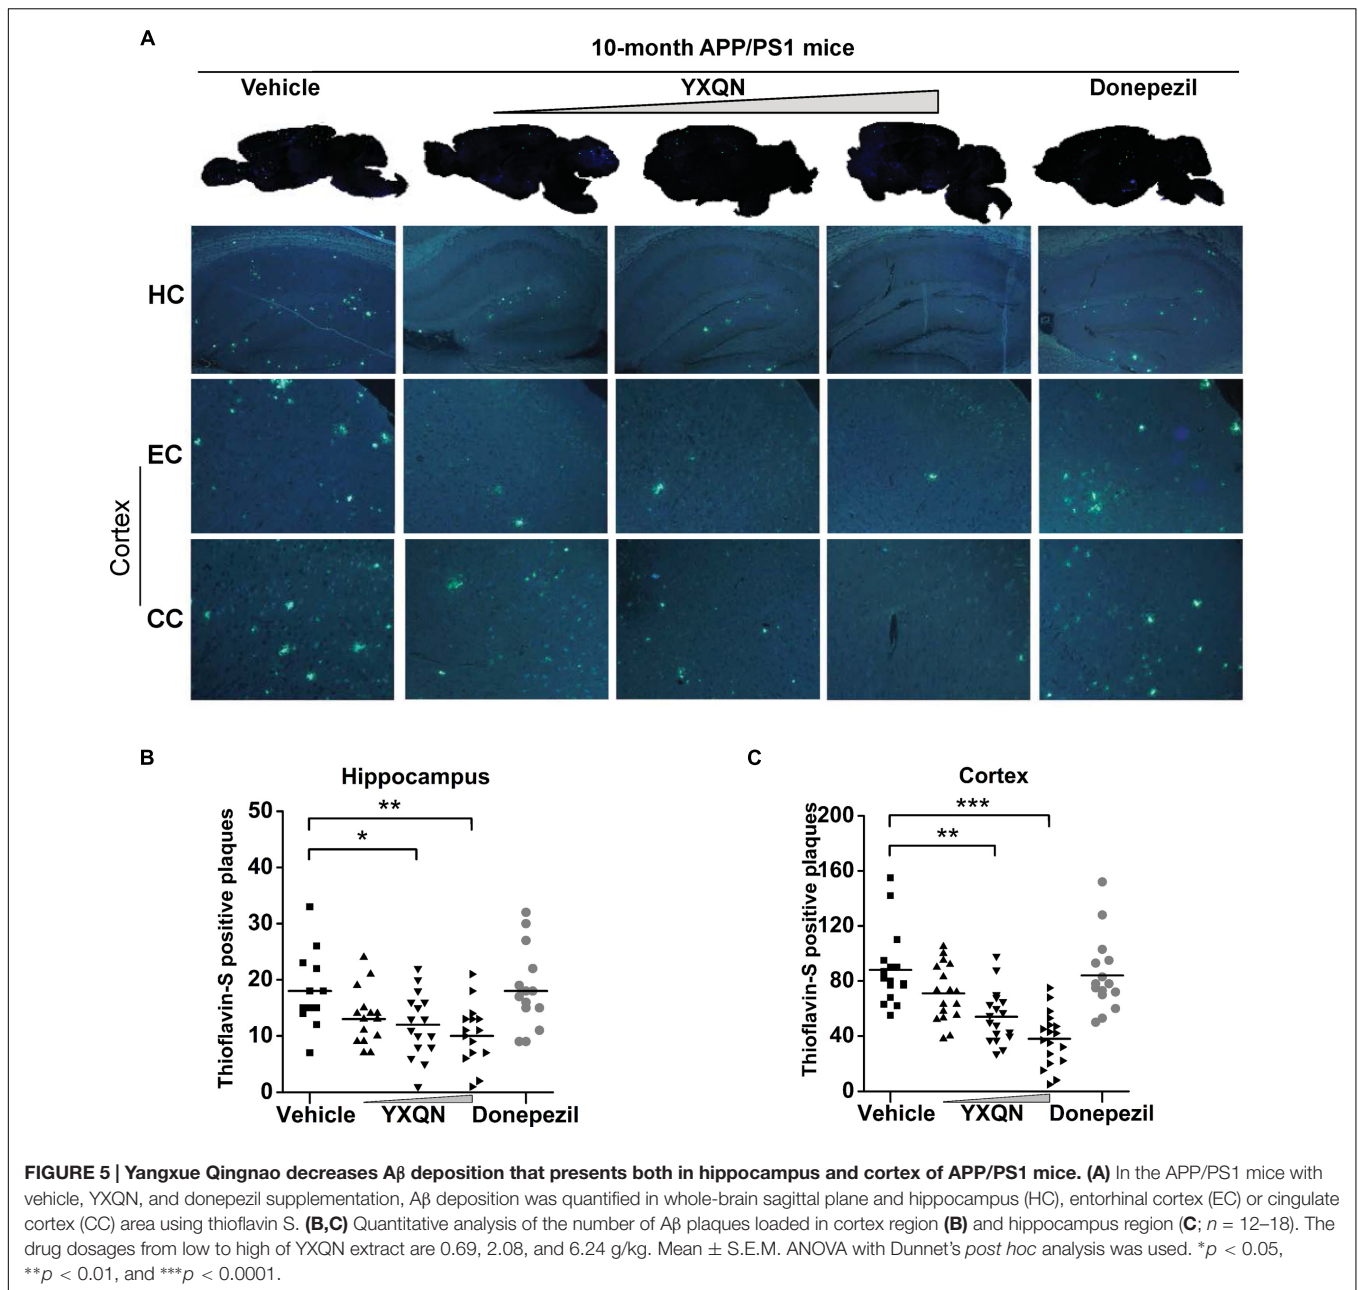 A
10-month APP/PS1 mice
Vehicle YXQN Donepezil
HC
EC
Cortex
CC
B
Hippocampus
Thioflavin-S positive plaques
50
40
30
20
10
0
**
*
Vehicle YXQN Donepezil
C
Cortex
Thioflavin-S positive plaques
200
160
120
80
40
0
***
**
Vehicle YXQN Donepezil
FIGURE 5 | Yangxue Qingnao decreases Aβ deposition that presents both in hippocampus and cortex of APP/PS1 mice. (A) In the APP/PS1 mice with
vehicle, YXQN, and donepezil supplementation, Aβ deposition was quantified in whole-brain sagittal plane and hippocampus (HC), entorhinal cortex (EC) or cingulate
cortex (CC) area using thioflavin S. (B,C) Quantitative analysis of the number of Aβ plaques loaded in cortex region (B) and hippocampus region (C; n = 12–18). The
drug dosages from low to high of YXQN extract are 0.69, 2.08, and 6.24 g/kg. Mean ± S.E.M. ANOVA with Dunnet's post hoc analysis was used. *p < 0.05,
**p < 0.01, and ***p < 0.0001.